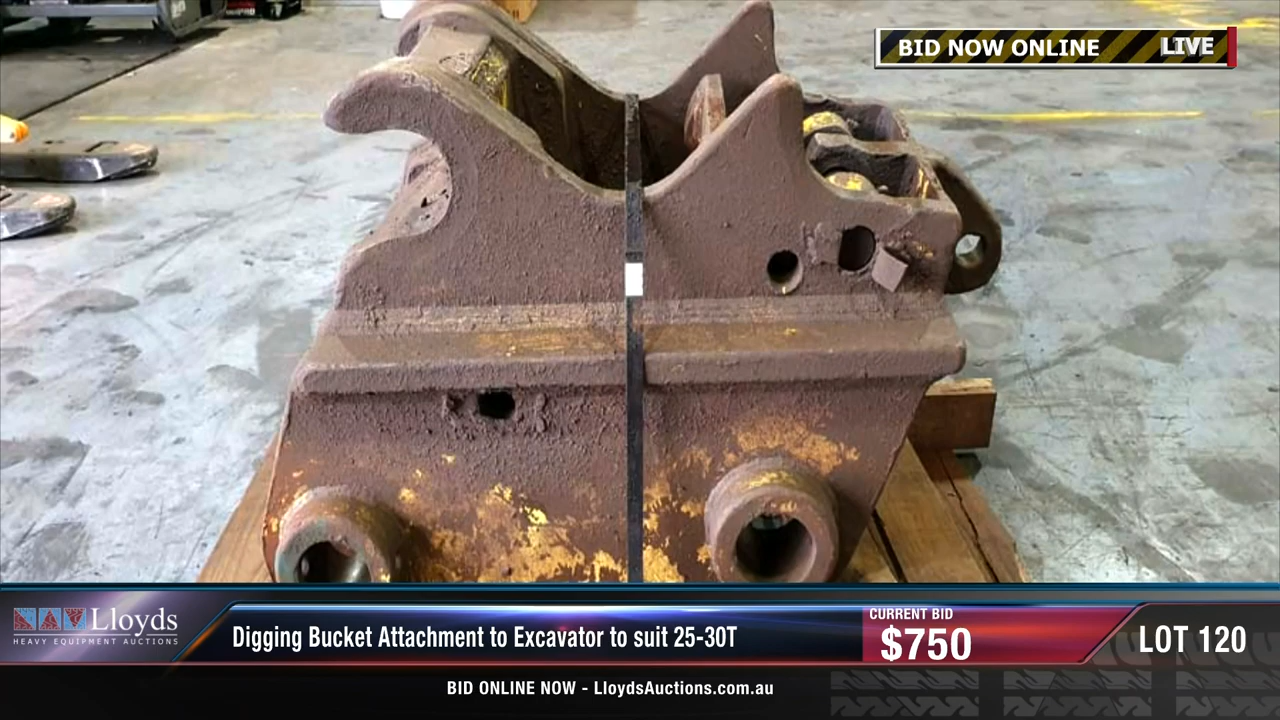 BID NOW ONLINE
LIVE
Lloyds
HEAVY EQUIPMENT AUCTIONS
Digging Bucket Attachment to Excavator to suit 25-30T
CURRENT BID
$750
LOT 120
BID ONLINE NOW - LloydsAuctions.com.au